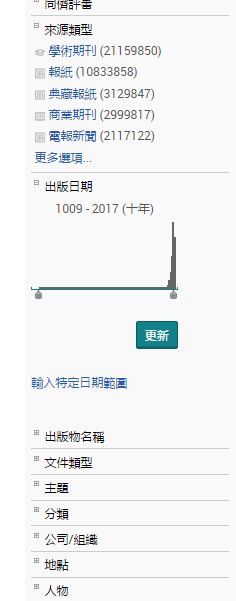 同儕評審
來源類型
學術期刊 (21159850)
報紙 (10833858)
典藏報紙 (3129847)
商業期刊 (2999817)
電報新聞 (2117122)
更多選項...
出版日期
1009 - 2017 (十年)
更新
輸入特定日期範圍
出版物名稱
文件類型
主題
分類
公司/組織
地點
人物